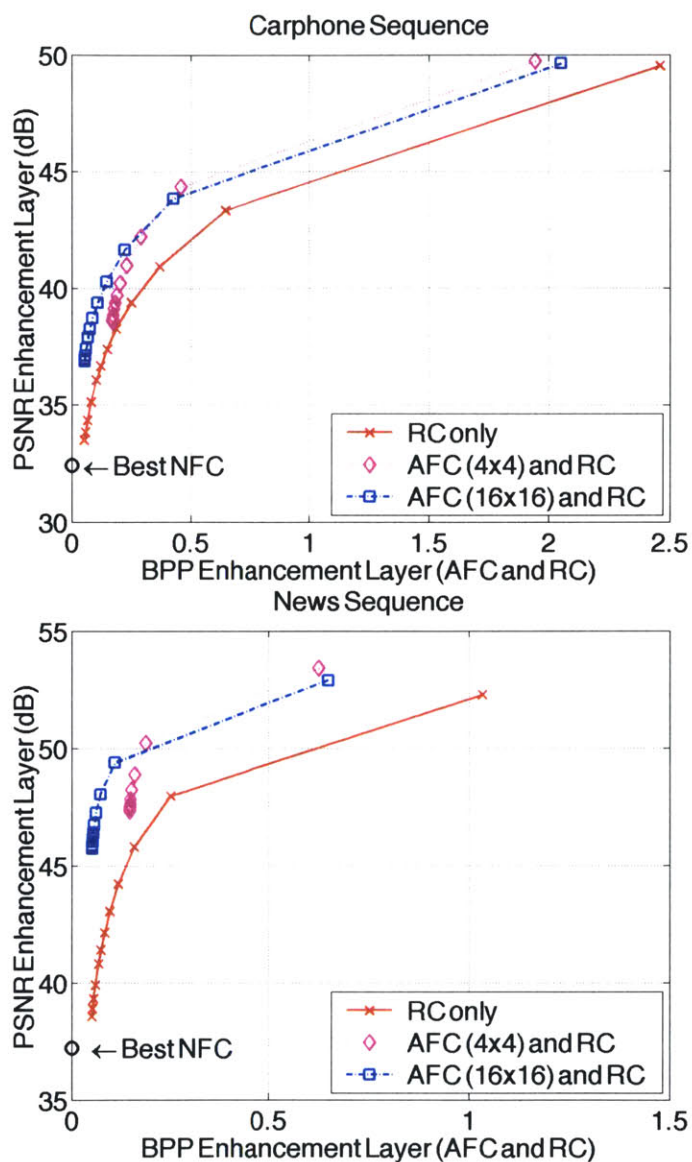 Carphone Sequence
50
45
40
35
30
PSNR Enhancement Layer (dB)
RC only
AFC (4x4) and RC
AFC (16x16) and RC
←Best NFC
0
0.5
1
1.5
2
2.5
BPP Enhancement Layer (AFC and RC)
News Sequence
55
50
45
40
35
PSNR Enhancement Layer (dB)
RC only
AFC (4x4) and RC
AFC (16x16) and RC
←Best NFC
0
0.5
1
1.5
BPP Enhancement Layer (AFC and RC)